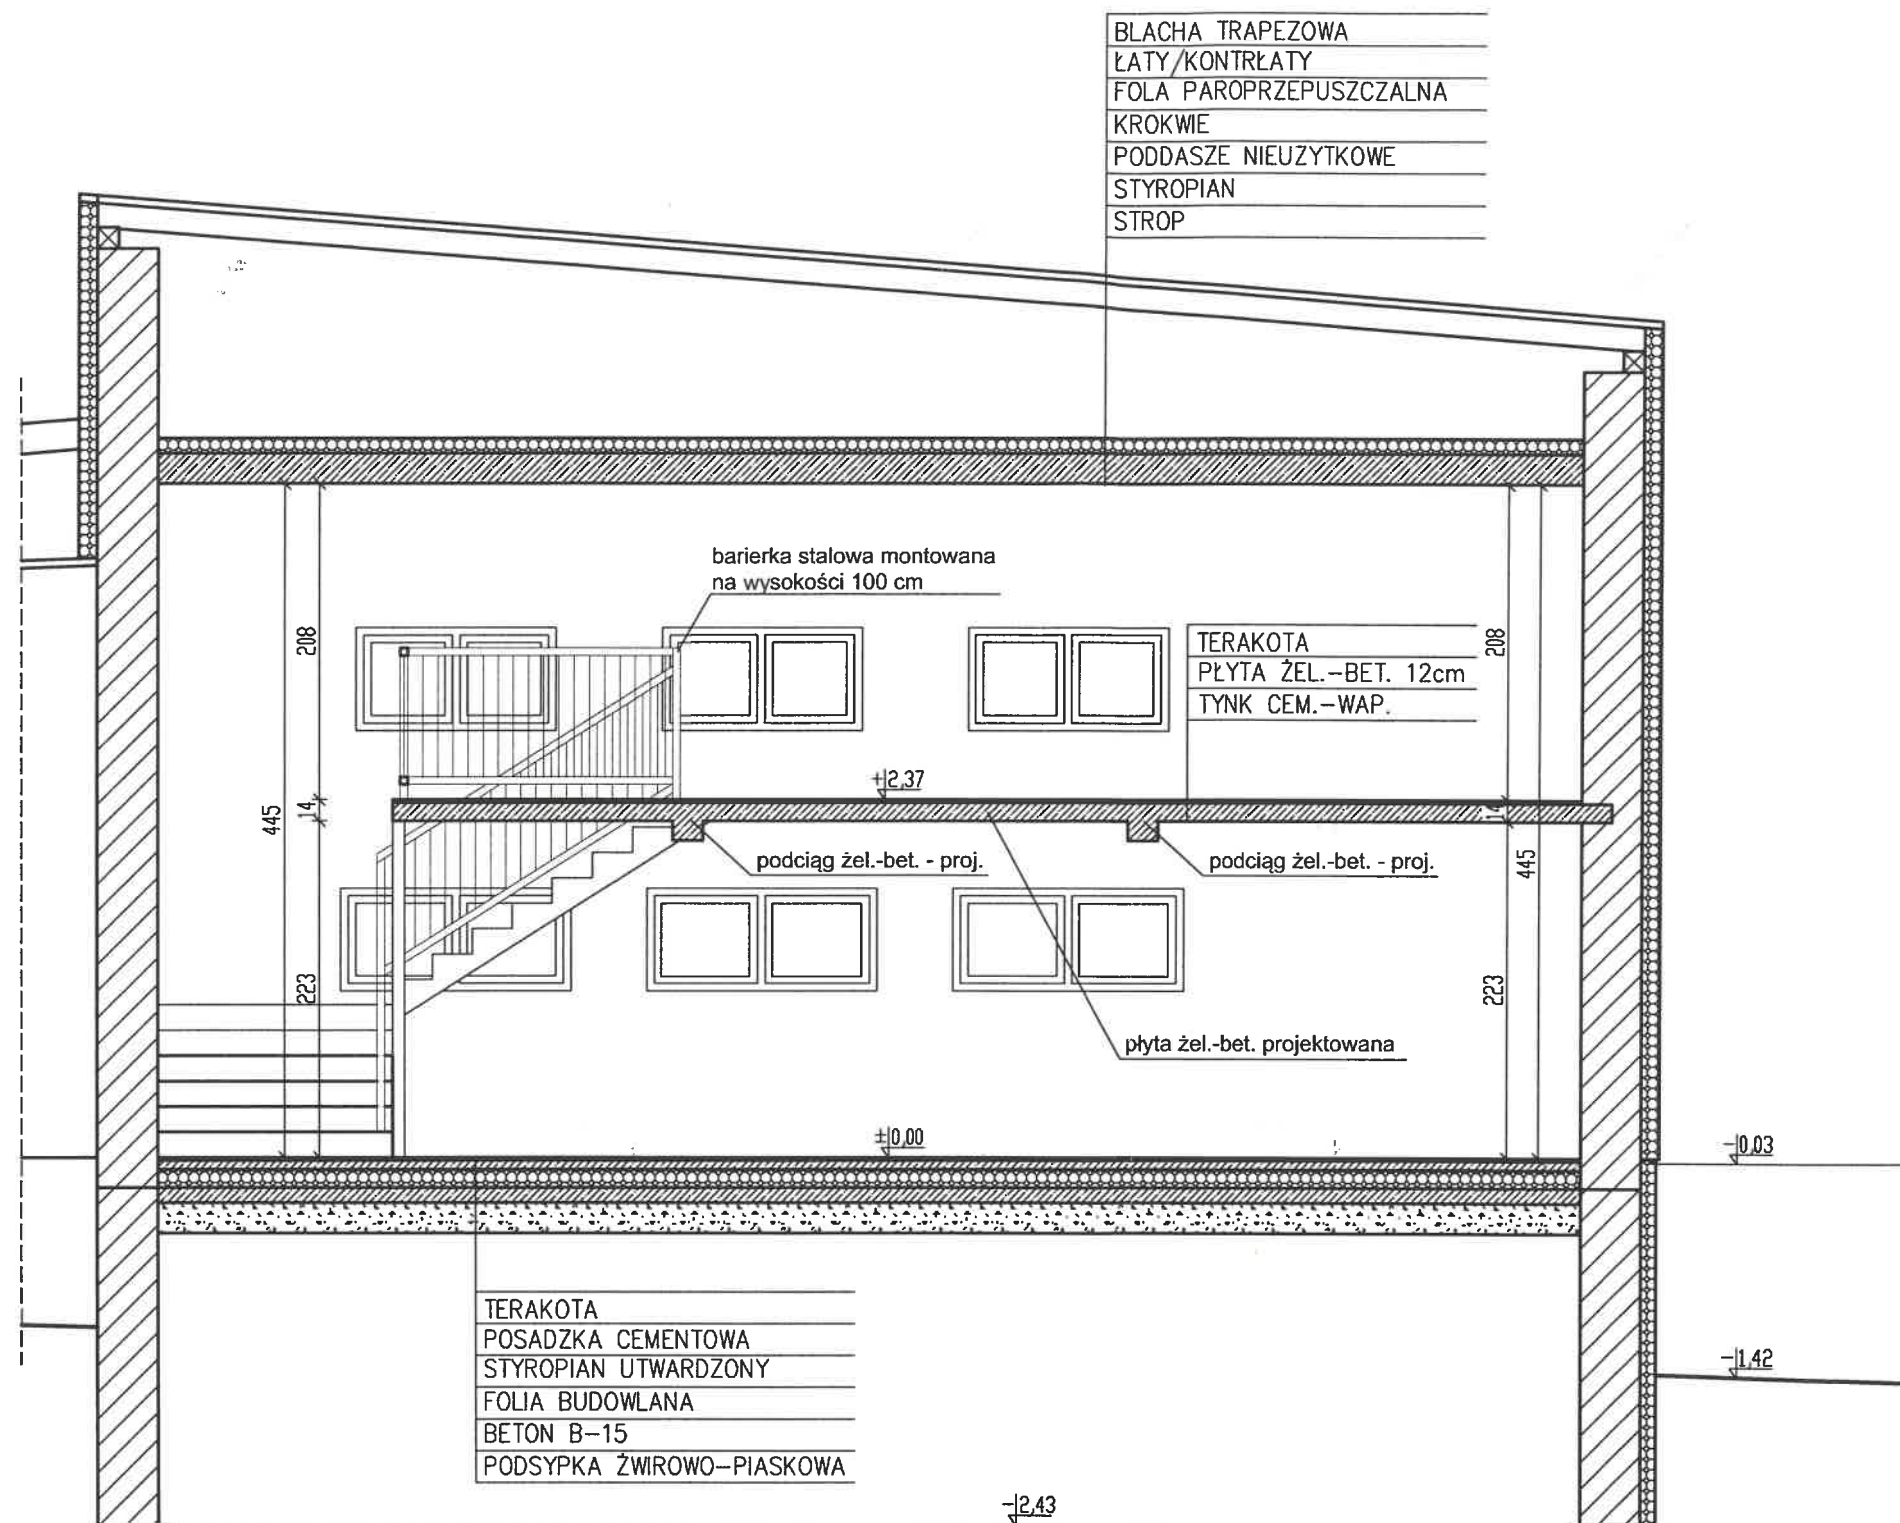 BLACHA TRAPEZOWA
ŁATY/KONTRŁATY
FOLA PAROPRZEPUSZCZALNA
KROKWIE
PODDASZE NIEUZYTKOWE
STYROPIAN
STROP
barierka stalowa montowana
na wysokości 100 cm
208
208
TERAKOTA
PŁYTA ŻEL.-BET. 12cm
TYNK CEM.-WAP.
+2,37
445
14
14
445
podciąg żel.-bet. - proj.
podciąg żel.-bet. - proj.
223
223
płyta żel.-bet. projektowana
±0,00
-0,03
TERAKOTA
POSADZKA CEMENTOWA
STYROPIAN UTWARDZONY
FOLIA BUDOWLANA
BETON B-15
PODSYPKA ŻWIROWO-PIASKOWA
-1,42
-2,43